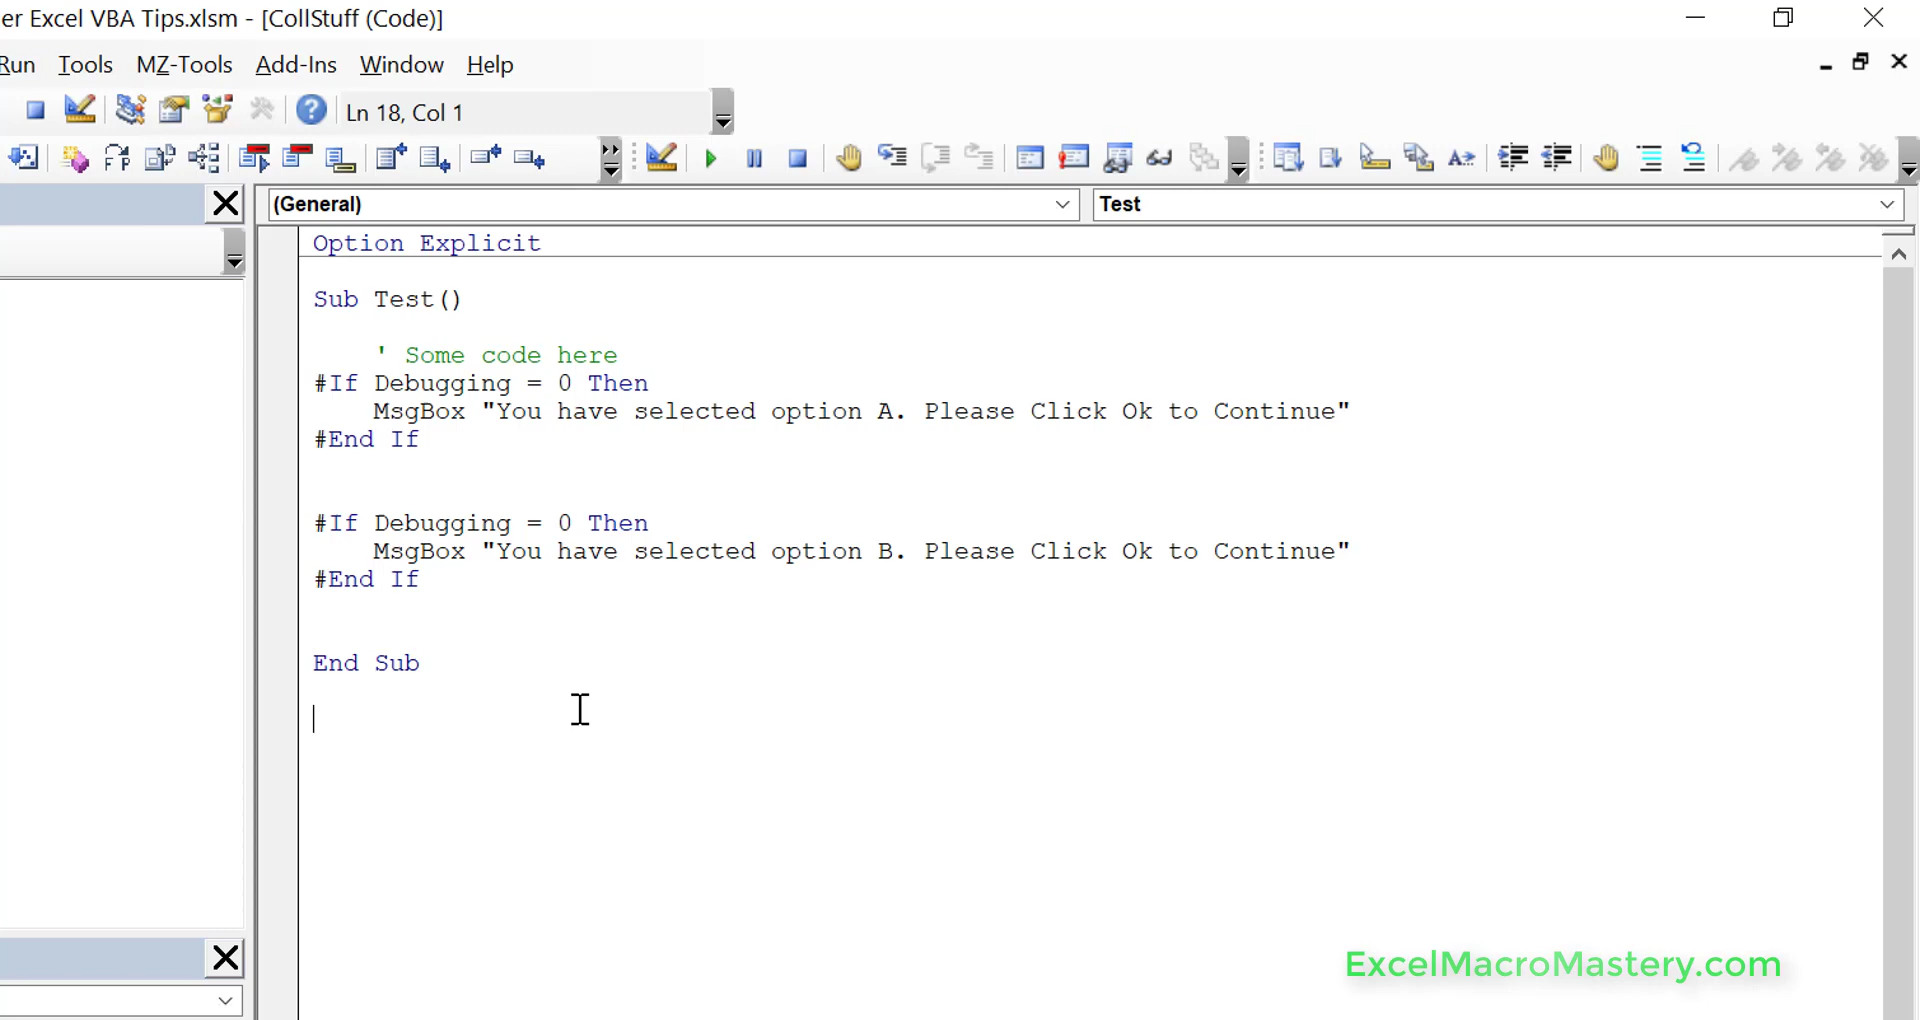 er Excel VBA Tips.xlsm - [CollStuff (Code)]
Run Tools MZ-Tools Add-Ins Window Help
Ln 18, Col 1
(General) Test
Option Explicit
Sub Test()
' Some code here
#If Debugging = 0 Then
MsgBox "You have selected option A. Please Click Ok to Continue"
#End If
#If Debugging = 0 Then
MsgBox "You have selected option B. Please Click Ok to Continue"
#End If
End Sub
ExcelMacroMastery.com